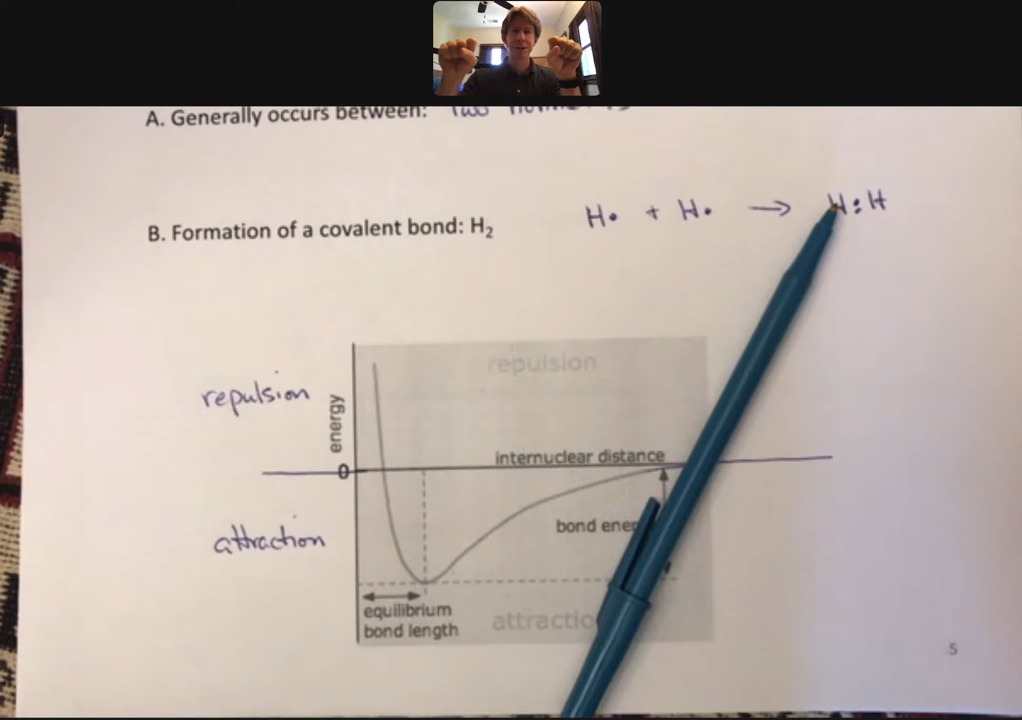 A. Generally occurs between: Two
B. Formation of a covalent bond: H₂
H• + H• → H:H
repulsion
repulsion
energy
internuclear distance
0
bond
attraction
equilibrium
bond length
5